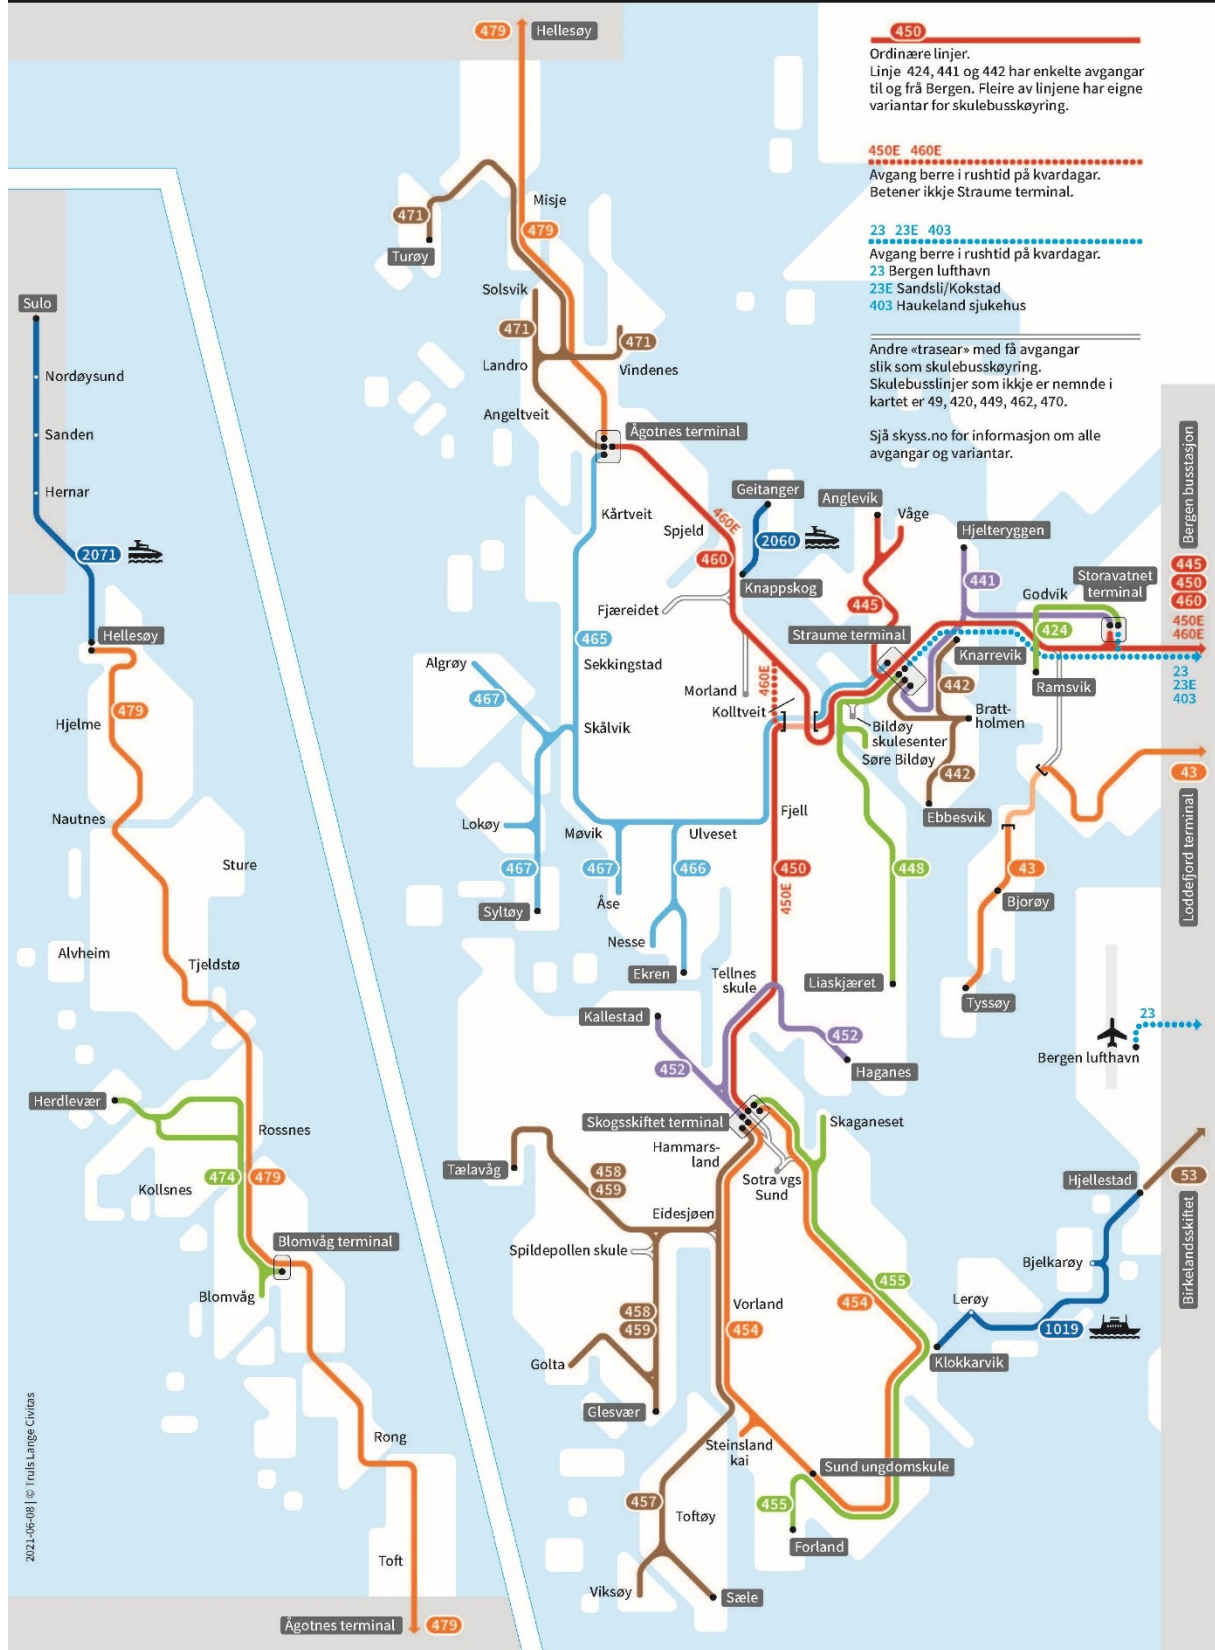 479
Hellesøy
450
Ordinære linjer.
Linje 424, 441 og 442 har enkelte avgangar
til og frå Bergen. Fleire av linjene har eigne
variantar for skulebusskøyring.
450E 460E
Avgang berre i rushtid på kvardagar.
Betener ikkje Straume terminal.
23 23E 403
Avgang berre i rushtid på kvardagar.
23 Bergen lufthavn
23E Sandsli/Kokstad
403 Haukeland sjukehus
Andre «trasear» med få avgangar
slik som skulebusskøyring.
Skulebusslinjer som ikkje er nemnde i
kartet er 49, 420, 449, 462, 470.
Sjå skyss.no for informasjon om alle
avgangar og variantar.
Misje
471
479
Turøy
Solsvik
471
471
Landro
Vindenes
Angeltveit
Ågotnes terminal
Sulo
Nordøysund
Sanden
Hernar
2071
Hellesøy
479
Hjelme
Nautnes
Sture
Alvheim
Tjeldstø
Herdlevær
Rossnes
474
479
Kollsnes
Blomvåg terminal
Blomvåg
Rong
Toft
Ågotnes terminal
479
2021-06-08 | © Truls Lange Civitas
Kårtveit
Spjeld
460E
460
Geitanger
2060
Knappskog
Fjæreidet
Anglevik
Våge
445
Hjelteryggen
441
Storavatnet
terminal
Godvik
424
Bergen busstasjon
445
450
460
450E
460E
23
23E
403
Straume terminal
Knarrevik
442
Ramsvik
465
Sekkingstad
Algrøy
467
Skålvik
Morland
460E
Kolltveit
Bildøy
skulesenter
Søre Bildøy
Bratt-
holmen
442
Ebbesvik
43
Loddefjord terminal
Lokøy
Møvik
Ulveset
Fjell
467
467
466
450
450E
448
43
Bjorøy
Syltøy
Åse
Nesse
Ekren
Tellnes
skule
Liaskjæret
Tyssøy
Kallestad
452
452
Haganes
23
Bergen lufthavn
Skogsskiftet terminal
Skaganeset
Hammars-
land
Sotra vgs
Sund
Tælavåg
458
459
Eidesjøen
Spildepollen skule
Hjellestad
53
Birkelandsskiftet
Bjelkarøy
455
454
Lerøy
1019
Klokkarvik
458
459
Vorland
454
Golta
Glesvær
Steinsland
kai
Sund ungdomskule
457
455
Toftøy
Forland
Viksøy
Sæle